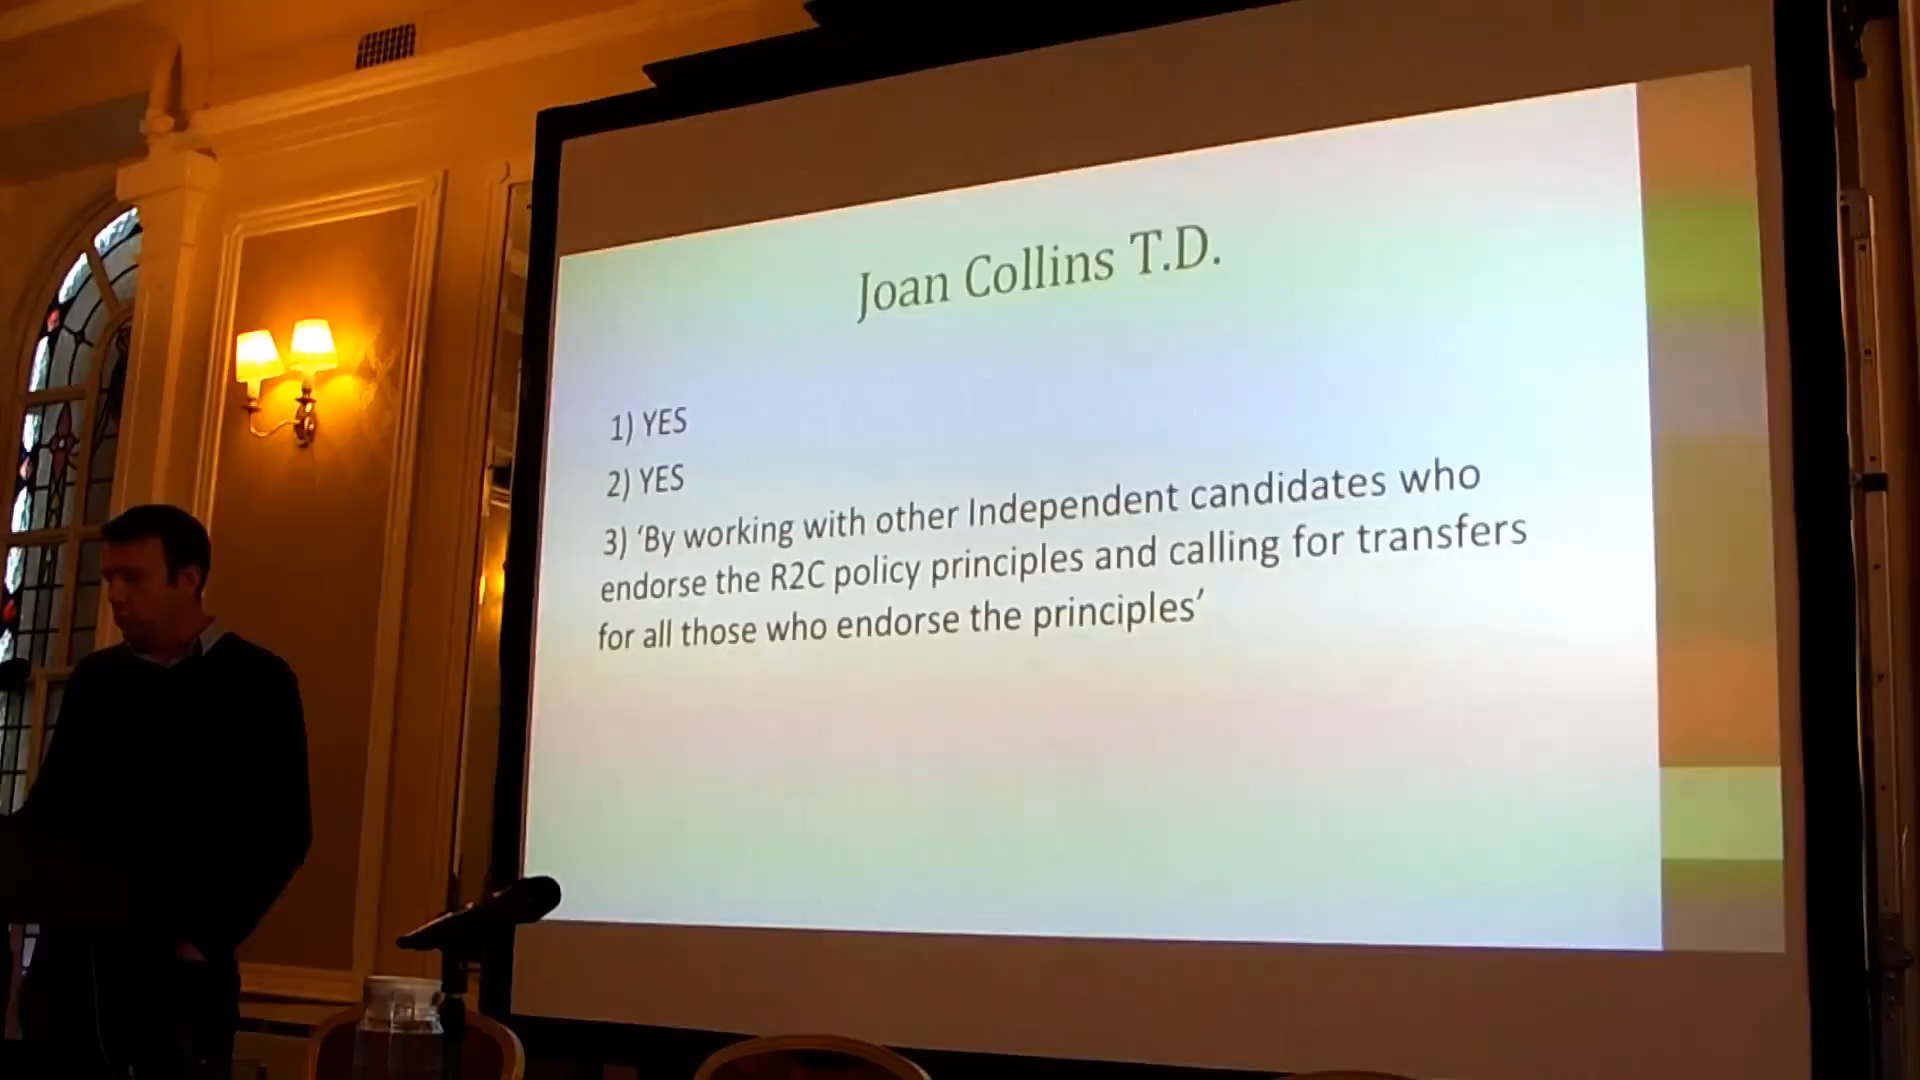 Joan Collins T.D.
1) YES
2) YES
3) ‘By working with other Independent candidates who
endorse the R2C policy principles and calling for transfers
for all those who endorse the principles’